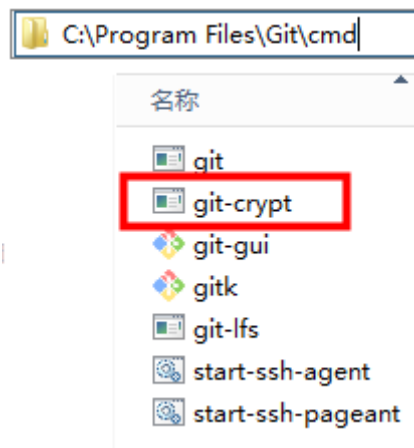 C:\Program Files\Git\cmd
名称
git
git-crypt
git-gui
gitk
git-lfs
start-ssh-agent
start-ssh-pageant